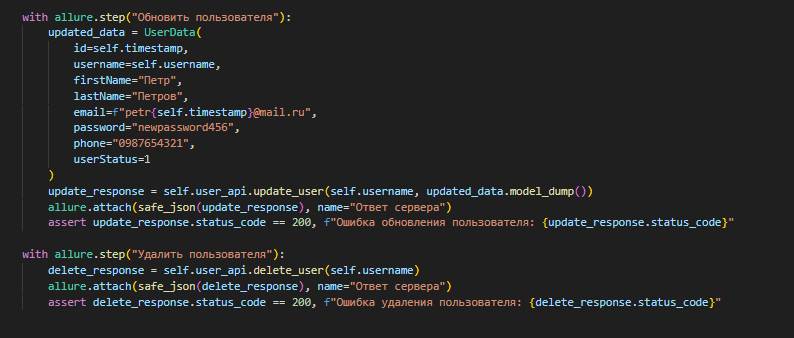 with allure.step("Обновить пользователя"):
    updated_data = UserData(
        id=self.timestamp,
        username=self.username,
        firstName="Петр",
        lastName="Петров",
        email=f"petr{self.timestamp}@mail.ru",
        password="newpassword456",
        phone="0987654321",
        userStatus=1
    )
    update_response = self.user_api.update_user(self.username, updated_data.model_dump())
    allure.attach(safe_json(update_response), name="Ответ сервера")
    assert update_response.status_code == 200, f"Ошибка обновления пользователя: {update_response.status_code}"
with allure.step("Удалить пользователя"):
    delete_response = self.user_api.delete_user(self.username)
    allure.attach(safe_json(delete_response), name="Ответ сервера")
    assert delete_response.status_code == 200, f"Ошибка удаления пользователя: {delete_response.status_code}"